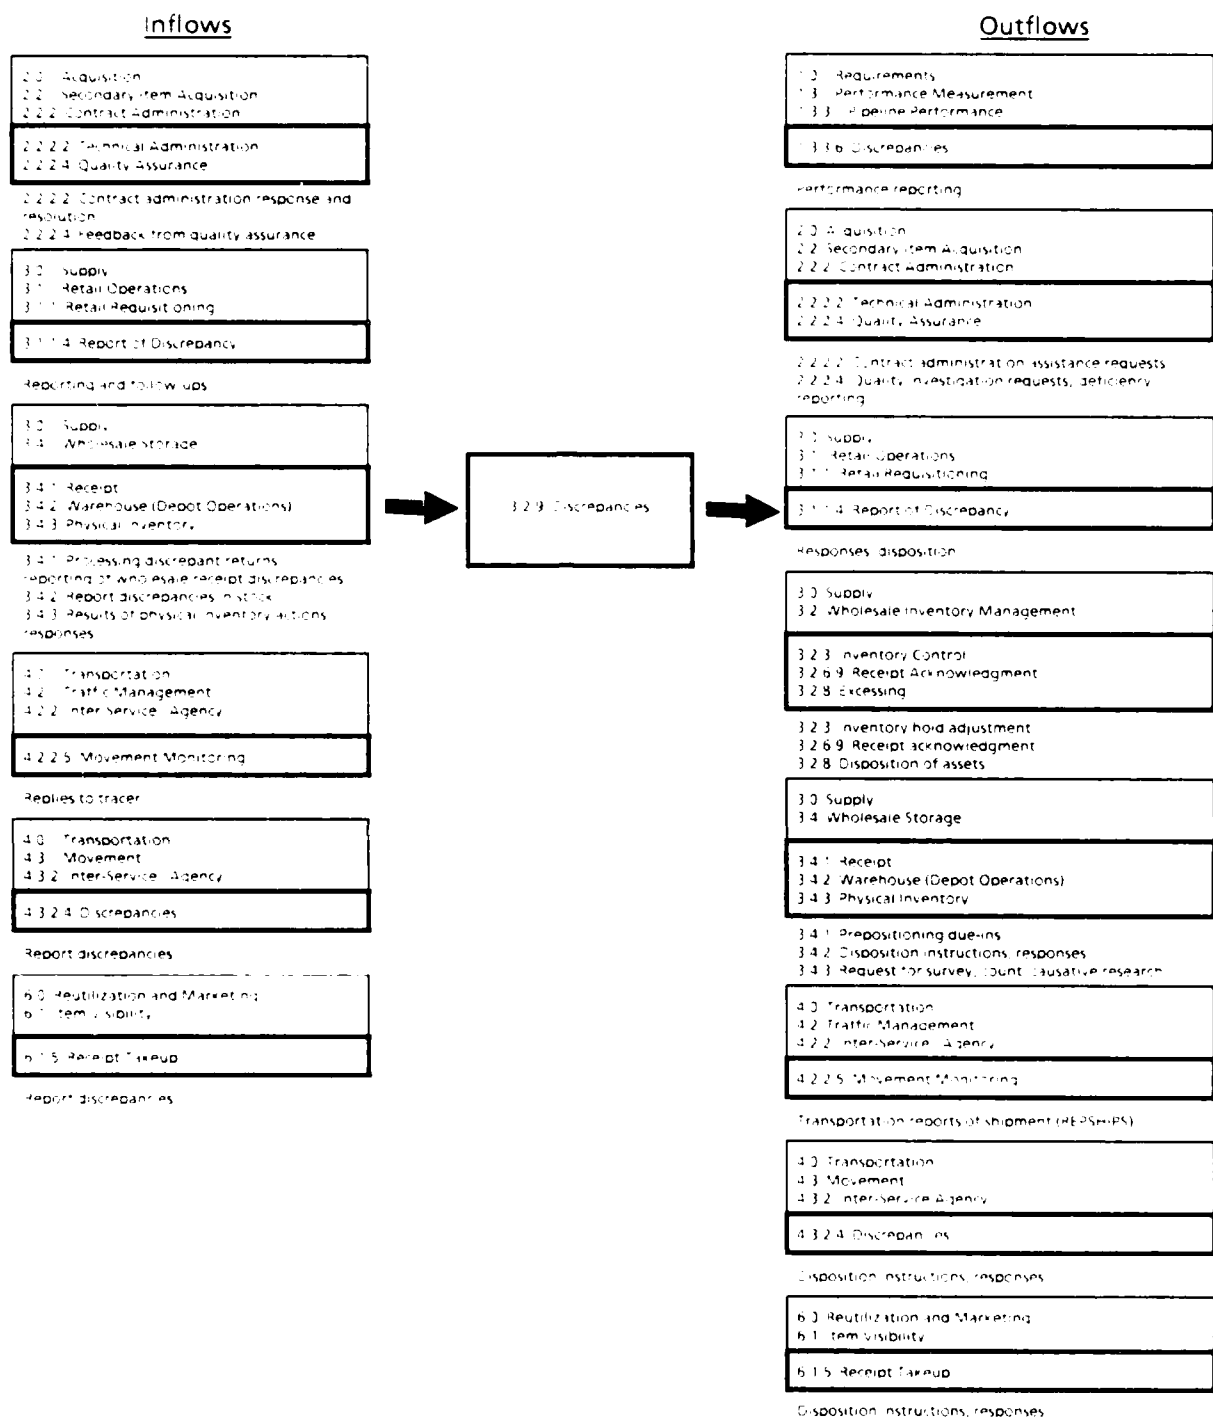 Inflows
2.0 Acquisition
2.2 Secondary Item Acquisition
2.2.2 Contract Administration
2.2.2.2 Technical Administration
2.2.2.4 Quality Assurance
2.2.2.2 Contract administration response and
resolution
2.2.2.4 Feedback from quality assurance
3.0 Supply
3.1 Retail Operations
3.1.1 Retail Requisitioning
3.1.1.4 Report of Discrepancy
Reporting and follow-ups
3.0 Supply
3.4 Wholesale Storage
3.4.1 Receipt
3.4.2 Warehouse (Depot Operations)
3.4.3 Physical Inventory
3.4.1 Processing discrepant returns
reporting of wholesale receipt discrepancies
3.4.2 Report discrepancies in stock
3.4.3 Results of physical inventory actions
responses
4.0 Transportation
4.2 Traffic Management
4.2.2 Inter-Service Agency
4.2.2.5 Movement Monitoring
Replies to tracer
4.0 Transportation
4.3 Movement
4.3.2 Inter-Service Agency
4.3.2.4 Discrepancies
Report discrepancies
6.0 Reutilization and Marketing
6.1 Item Visibility
6.1.5 Receipt Takeup
Report discrepancies
3.2.9 Discrepancies
Outflows
1.0 Requirements
1.3 Performance Measurement
1.3.3 Pipeline Performance
1.3.3.6 Discrepancies
Performance reporting
2.0 Acquisition
2.2 Secondary Item Acquisition
2.2.2 Contract Administration
2.2.2.2 Technical Administration
2.2.2.4 Quality Assurance
2.2.2.2 Contract administration assistance requests
2.2.2.4 Quality investigation requests, deficiency
reporting
3.0 Supply
3.1 Retail Operations
3.1.1 Retail Requisitioning
3.1.1.4 Report of Discrepancy
Responses, disposition
3.0 Supply
3.2 Wholesale Inventory Management
3.2.3 Inventory Control
3.2.6.9 Receipt Acknowledgment
3.2.8 Excessing
3.2.3 Inventory hold adjustment
3.2.6.9 Receipt acknowledgment
3.2.8 Disposition of assets
3.0 Supply
3.4 Wholesale Storage
3.4.1 Receipt
3.4.2 Warehouse (Depot Operations)
3.4.3 Physical Inventory
3.4.1 Prepositioning due-ins
3.4.2 Disposition instructions, responses
3.4.3 Request for survey, count, causative research
4.0 Transportation
4.2 Traffic Management
4.2.2 Inter-Service Agency
4.2.2.5 Movement Monitoring
Transportation reports of shipment (REPSHIPS)
4.0 Transportation
4.3 Movement
4.3.2 Inter-Service Agency
4.3.2.4 Discrepancies
Disposition instructions, responses
6.0 Reutilization and Marketing
6.1 Item Visibility
6.1.5 Receipt Takeup
Disposition instructions, responses